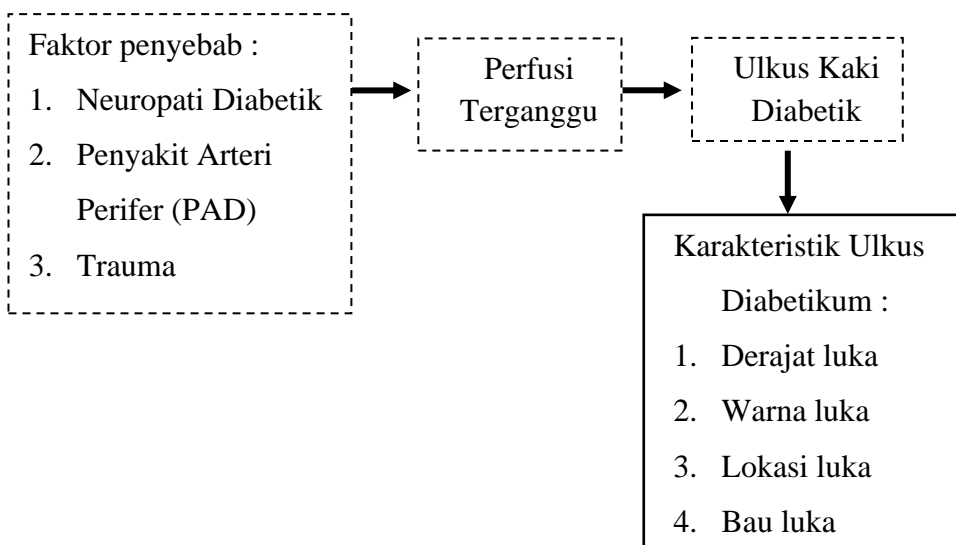 Faktor penyebab :
1. Neuropati Diabetik
2. Penyakit Arteri
Perifer (PAD)
3. Trauma
Perfusi
Terganggu
Ulkus Kaki
Diabetik
Karakteristik Ulkus
Diabetikum :
1. Derajat luka
2. Warna luka
3. Lokasi luka
4. Bau luka